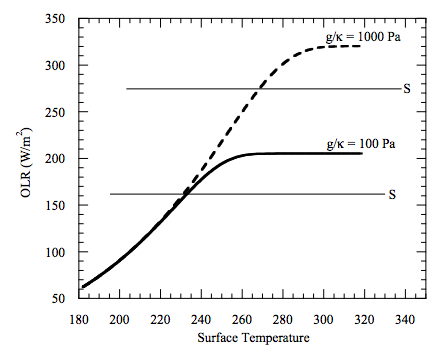 350
300
250
200
150
100
50
OLR (W/m²)
g/κ = 1000 Pa
S
g/κ = 100 Pa
S
180 200 220 240 260 280 300 320 340
Surface Temperature